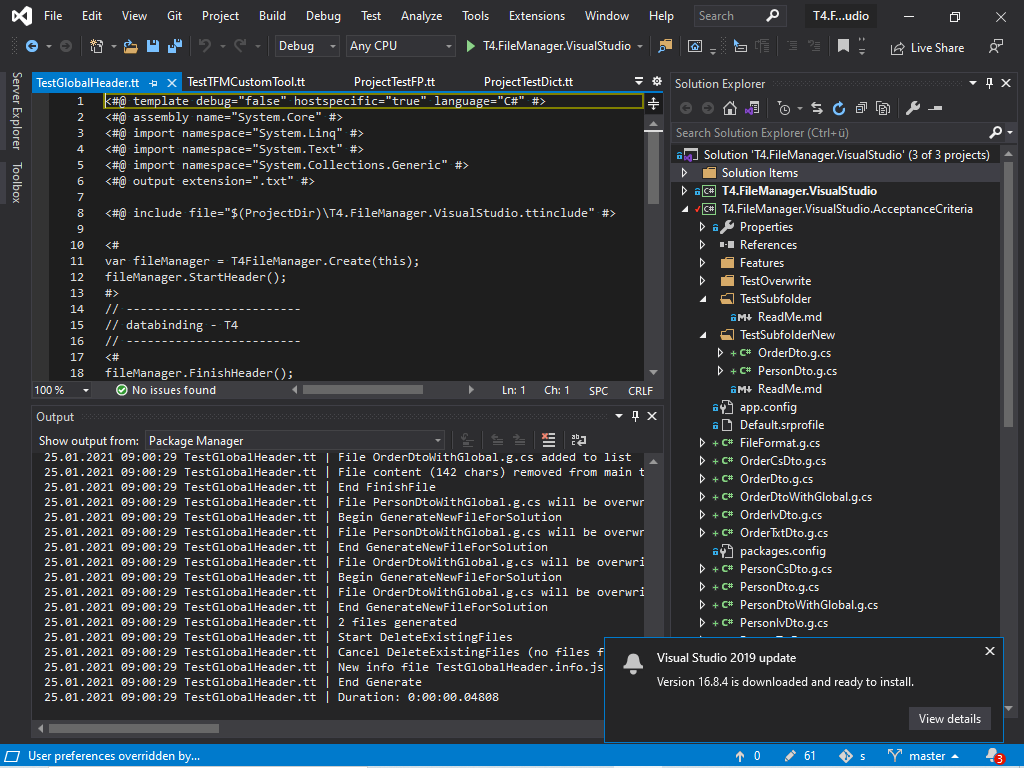 File Edit View Git Project Build Debug Test Analyze Tools Extensions Window Help Search T4.F...udio
Debug Any CPU T4.FileManager.VisualStudio Live Share
Server Explorer
Toolbox
TestGlobalHeader.tt TestTFMCustomTool.tt ProjectTestFP.tt ProjectTestDict.tt
1 <#@ template debug="false" hostspecific="true" language="C#" #>
2 <#@ assembly name="System.Core" #>
3 <#@ import namespace="System.Linq" #>
4 <#@ import namespace="System.Text" #>
5 <#@ import namespace="System.Collections.Generic" #>
6 <#@ output extension=".txt" #>
7
8 <#@ include file="$(ProjectDir)\T4.FileManager.VisualStudio.ttinclude" #>
9
10 <#
11 var fileManager = T4FileManager.Create(this);
12 fileManager.StartHeader();
13 #>
14 // -------------------------
15 // databinding - T4
16 // -------------------------
17 <#
18 fileManager.FinishHeader();
100 % No issues found Ln: 1 Ch: 1 SPC CRLF
Output
Show output from: Package Manager
25.01.2021 09:00:29 TestGlobalHeader.tt | File OrderDtoWithGlobal.g.cs added to list
25.01.2021 09:00:29 TestGlobalHeader.tt | File content (142 chars) removed from main t
25.01.2021 09:00:29 TestGlobalHeader.tt | End FinishFile
25.01.2021 09:00:29 TestGlobalHeader.tt | File PersonDtoWithGlobal.g.cs will be overwr
25.01.2021 09:00:29 TestGlobalHeader.tt | Begin GenerateNewFileForSolution
25.01.2021 09:00:29 TestGlobalHeader.tt | File PersonDtoWithGlobal.g.cs will be overwr
25.01.2021 09:00:29 TestGlobalHeader.tt | End GenerateNewFileForSolution
25.01.2021 09:00:29 TestGlobalHeader.tt | File OrderDtoWithGlobal.g.cs will be overwri
25.01.2021 09:00:29 TestGlobalHeader.tt | Begin GenerateNewFileForSolution
25.01.2021 09:00:29 TestGlobalHeader.tt | File OrderDtoWithGlobal.g.cs will be overwri
25.01.2021 09:00:29 TestGlobalHeader.tt | End GenerateNewFileForSolution
25.01.2021 09:00:29 TestGlobalHeader.tt | 2 files generated
25.01.2021 09:00:29 TestGlobalHeader.tt | Start DeleteExistingFiles
25.01.2021 09:00:29 TestGlobalHeader.tt | Cancel DeleteExistingFiles (no files f
25.01.2021 09:00:29 TestGlobalHeader.tt | New info file TestGlobalHeader.info.js
25.01.2021 09:00:29 TestGlobalHeader.tt | End Generate
25.01.2021 09:00:29 TestGlobalHeader.tt | Duration: 0:00:00.04808
Solution Explorer
Search Solution Explorer (Ctrl+ü)
Solution 'T4.FileManager.VisualStudio' (3 of 3 projects)
Solution Items
C# T4.FileManager.VisualStudio
C# T4.FileManager.VisualStudio.AcceptanceCriteria
Properties
References
Features
TestOverwrite
TestSubfolder
M ReadMe.md
TestSubfolderNew
+ C# OrderDto.g.cs
+ C# PersonDto.g.cs
M ReadMe.md
app.config
Default.srprofile
+ C# FileFormat.g.cs
+ C# OrderCsDto.g.cs
+ C# OrderDto.g.cs
+ C# OrderDtoWithGlobal.g.cs
+ C# OrderIvDto.g.cs
+ C# OrderTxtDto.g.cs
packages.config
+ C# PersonCsDto.g.cs
+ C# PersonDto.g.cs
+ C# PersonDtoWithGlobal.g.cs
+ C# PersonIvDto.g.cs
Visual Studio 2019 update
Version 16.8.4 is downloaded and ready to install.
View details
User preferences overridden by... 0 61 s master 3